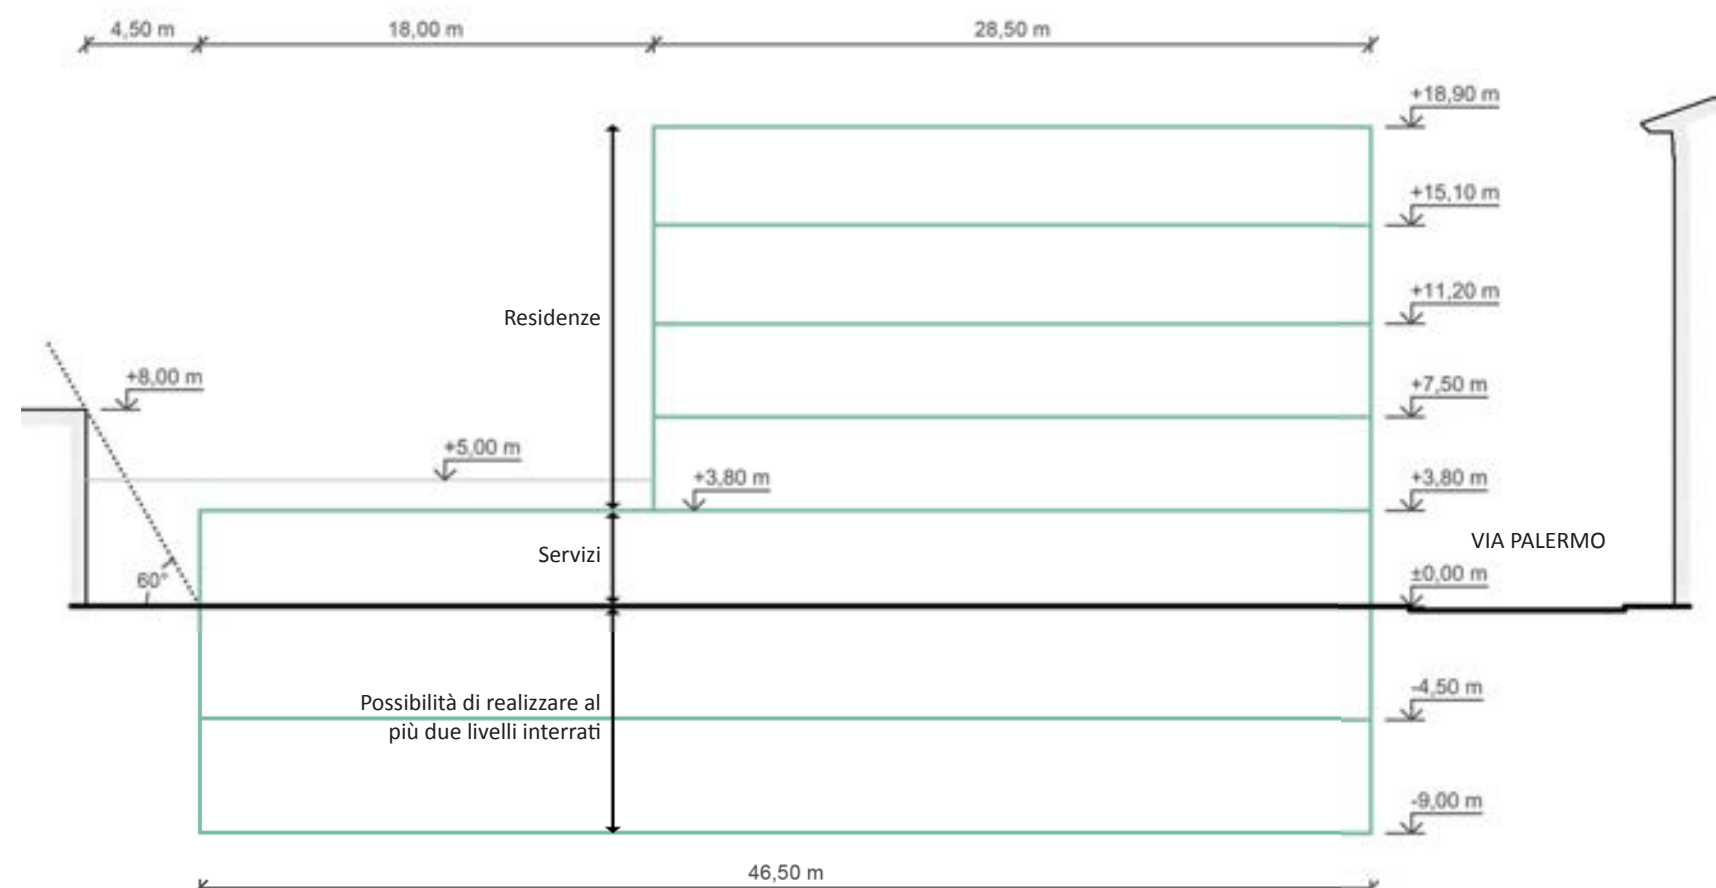 4,50 m
18,00 m
28,50 m
+18,90 m
+15,10 m
+11,20 m
Residenze
+8,00 m
+7,50 m
+5,00 m
+3,80 m
+3,80 m
Servizi
VIA PALERMO
60°
±0,00 m
Possibilità di realizzare al
più due livelli interrati
-4,50 m
-9,00 m
46,50 m